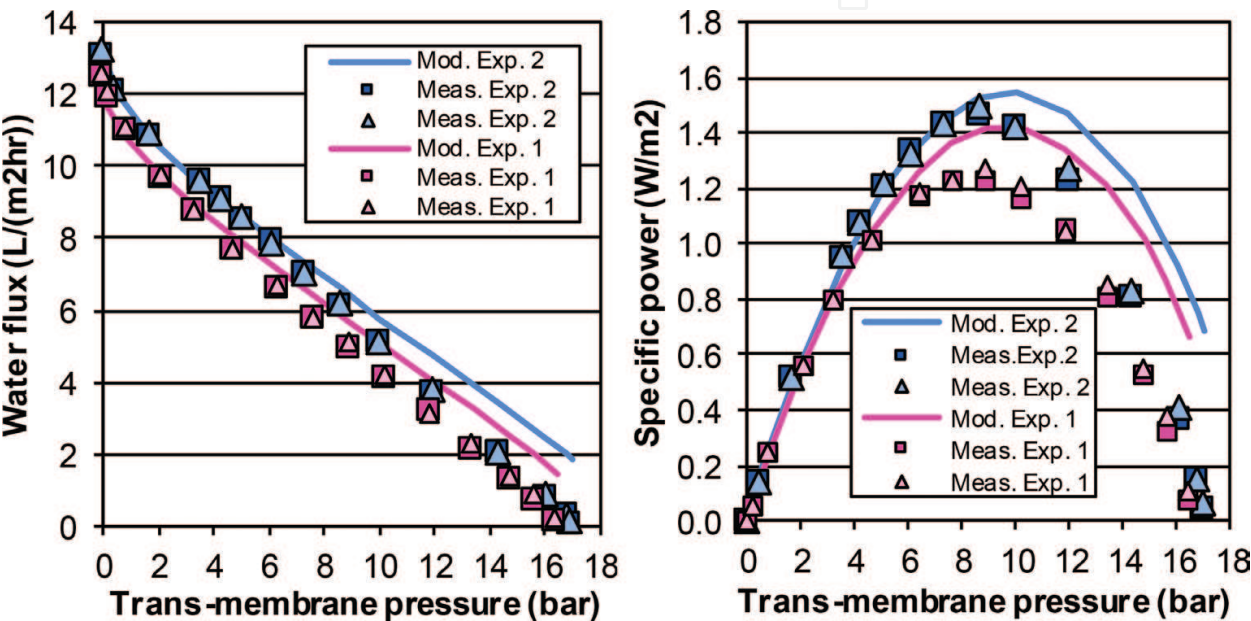 14
12
10
8
6
4
2
0
Water flux (L/(m2hr))
Mod. Exp. 2
Meas. Exp. 2
Meas. Exp. 2
Mod. Exp. 1
Meas. Exp. 1
Meas. Exp. 1
0 2 4 6 8 10 12 14 16 18
Trans-membrane pressure (bar)
1.8
1.6
1.4
1.2
1.0
0.8
0.6
0.4
0.2
0.0
Specific power (W/m2)
Mod. Exp. 2
Meas.Exp.2
Meas. Exp. 2
Mod. Exp. 1
Meas. Exp. 1
Meas. Exp. 1
0 2 4 6 8 10 12 14 16 18
Trans-membrane pressure (bar)